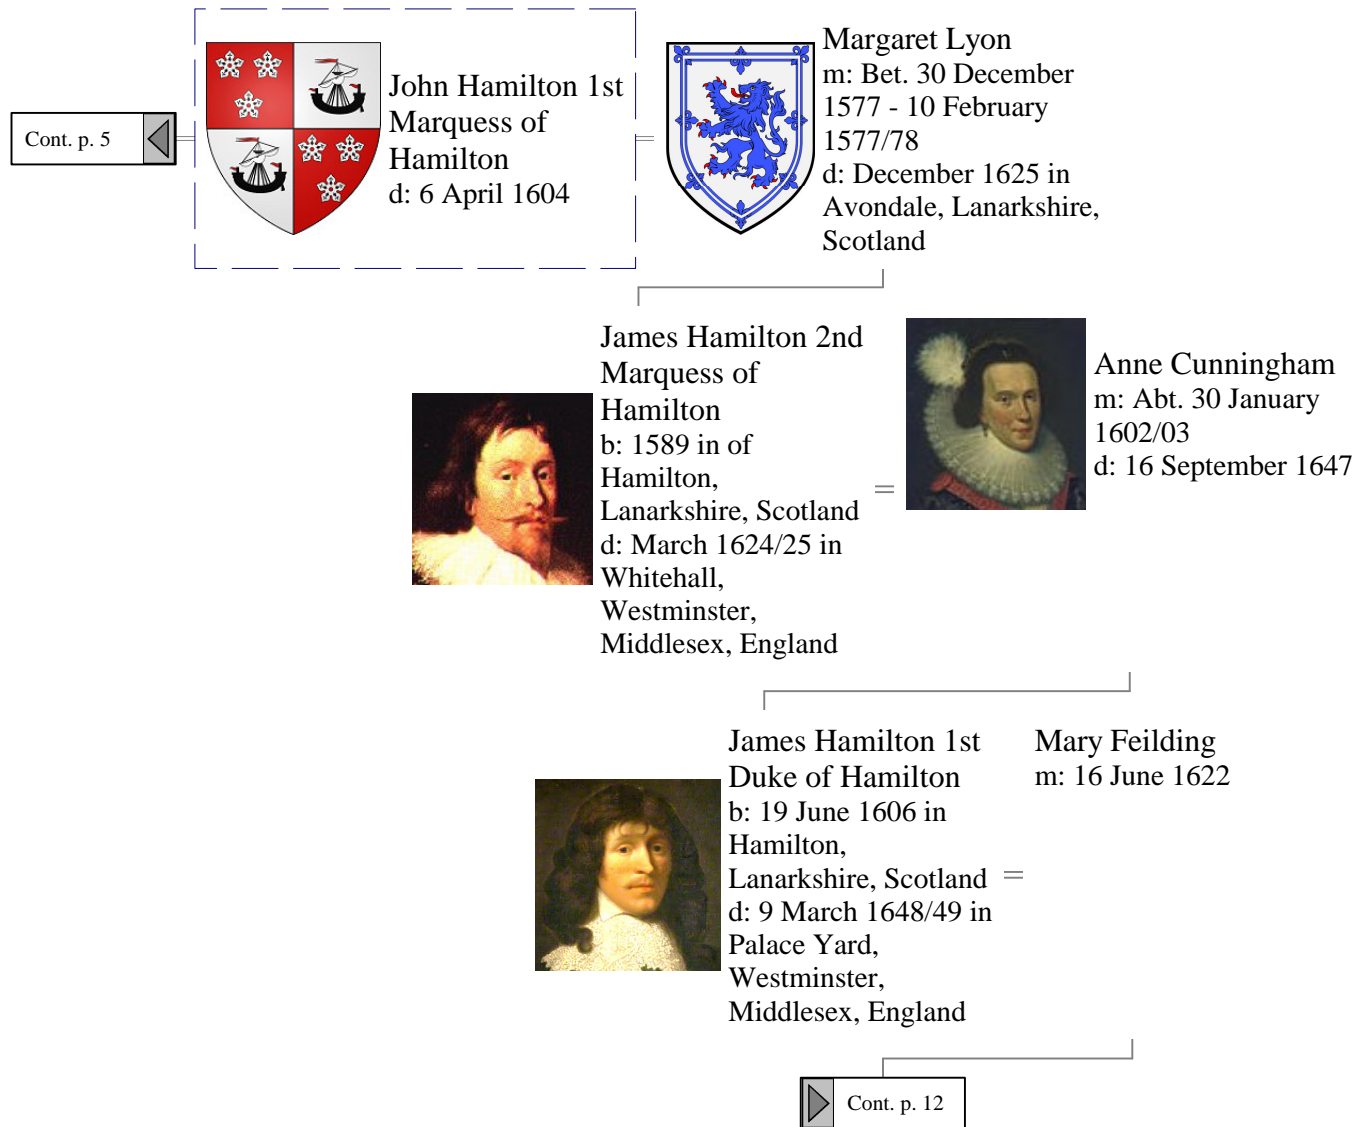 Cont. p. 5
John Hamilton 1st
Marquess of
Hamilton
d: 6 April 1604
Margaret Lyon
m: Bet. 30 December
1577 - 10 February
1577/78
d: December 1625 in
Avondale, Lanarkshire,
Scotland
James Hamilton 2nd
Marquess of
Hamilton
b: 1589 in of
Hamilton,
Lanarkshire, Scotland
d: March 1624/25 in
Whitehall,
Westminster,
Middlesex, England
Anne Cunningham
m: Abt. 30 January
1602/03
d: 16 September 1647
James Hamilton 1st
Duke of Hamilton
b: 19 June 1606 in
Hamilton,
Lanarkshire, Scotland
d: 9 March 1648/49 in
Palace Yard,
Westminster,
Middlesex, England
Mary Feilding
m: 16 June 1622
Cont. p. 12